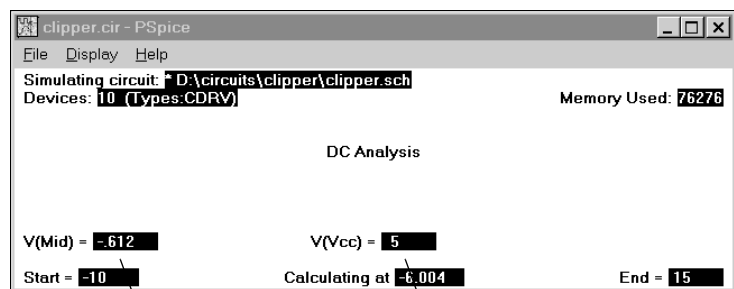 clipper.cir - PSpice
File Display Help
Simulating circuit: * D:\circuits\clipper\clipper.sch
Devices: 10 (Types:CDRV) Memory Used: 76276
DC Analysis
V(Mid) = -.612 V(Vcc) = 5
Start = -10 Calculating at -6.004 End = 15